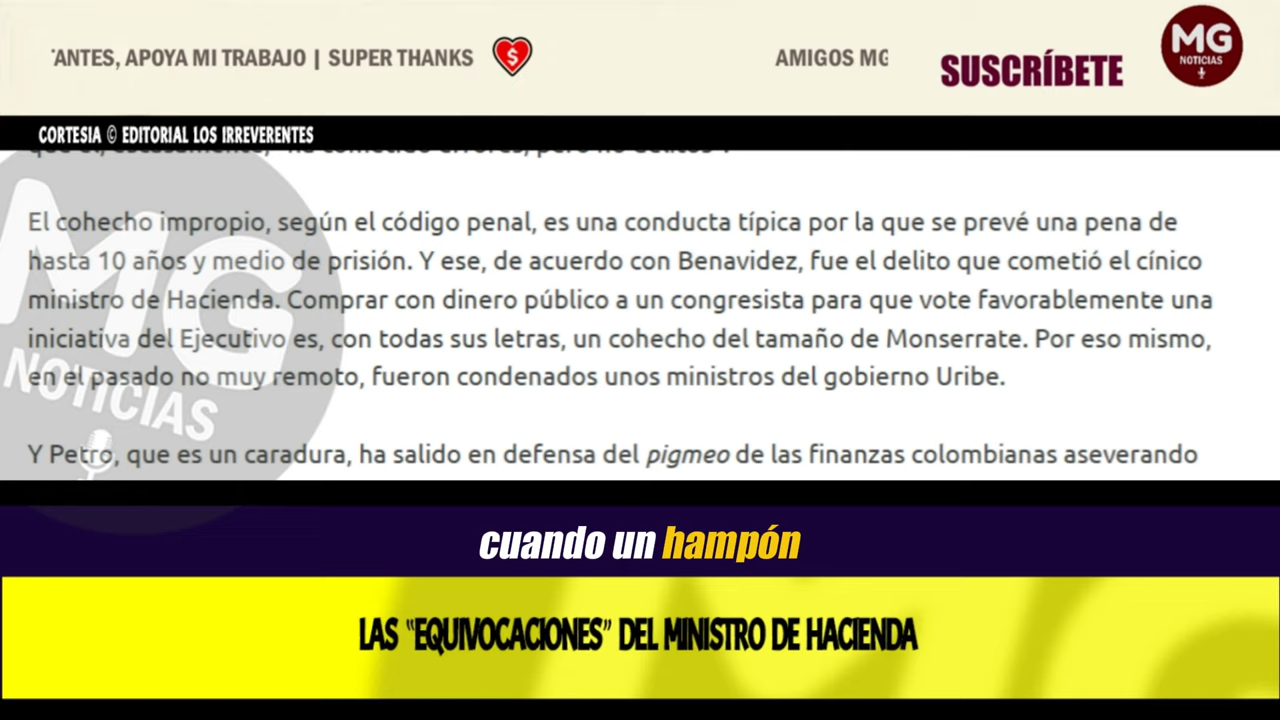 ANTES, APOYA MI TRABAJO | SUPER THANKS
AMIGOS MG
SUSCRÍBETE
MG
NOTICIAS
CORTESIA © EDITORIAL LOS IRREVERENTES
El cohecho impropio, según el código penal, es una conducta típica por la que se prevé una pena de
hasta 10 años y medio de prisión. Y ese, de acuerdo con Benavidez, fue el delito que cometió el cínico
ministro de Hacienda. Comprar con dinero público a un congresista para que vote favorablemente una
iniciativa del Ejecutivo es, con todas sus letras, un cohecho del tamaño de Monserrate. Por eso mismo,
en el pasado no muy remoto, fueron condenados unos ministros del gobierno Uribe.
Y Petro, que es un caradura, ha salido en defensa del pigmeo de las finanzas colombianas aseverando
MG
NOTICIAS
cuando un hampón
LAS “EQUIVOCACIONES” DEL MINISTRO DE HACIENDA